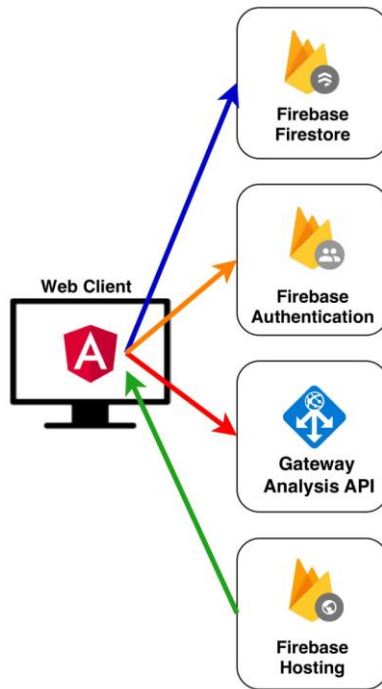 Firebase
Firestore
Firebase
Authentication
Web Client
A
Gateway
Analysis API
Firebase
Hosting